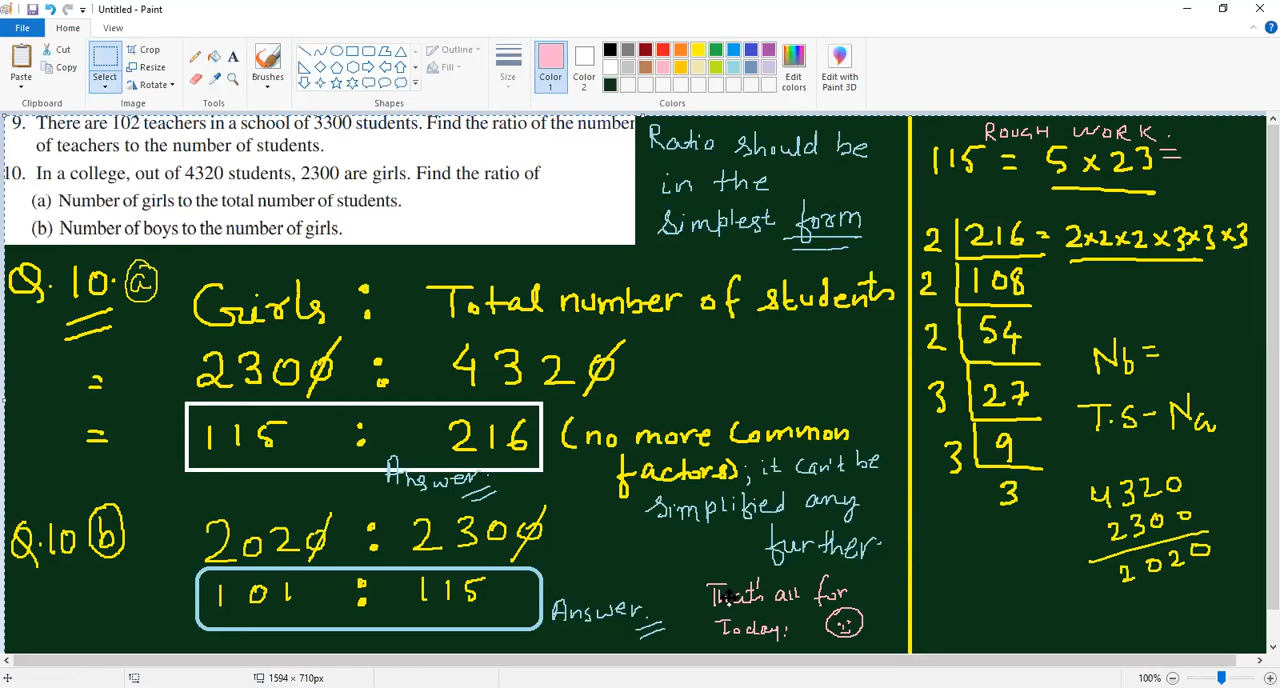 Untitled - Paint
File
Home
View
Paste
Cut
Copy
Clipboard
Select
Crop
Resize
Rotate
Image
A
Tools
Brushes
Outline
Fill
Shapes
Size
Color 1
Color 2
Edit colors
Colors
Edit with Paint 3D
9. There are 102 teachers in a school of 3300 students. Find the ratio of the number
of teachers to the number of students.
10. In a college, out of 4320 students, 2300 are girls. Find the ratio of
(a) Number of girls to the total number of students.
(b) Number of boys to the number of girls.
Ratio should be
in the
simplest form
Q. 10. a
Girls : Total number of students
= 2300 : 4320
= 115 : 216 (no more common
factors); it can't be
simplified any
further.
Answer.
Q.10 b 2020 : 2300
101 : 115
Answer.
That's all for
Today.
ROUGH WORK.
115 = 5 x 23
2 216 = 2x2x2x3x3x3
2 108
2 54
3 27
3 9
3
Nb =
T.S - NG
4320
2300
2020
1594 × 710px
100%